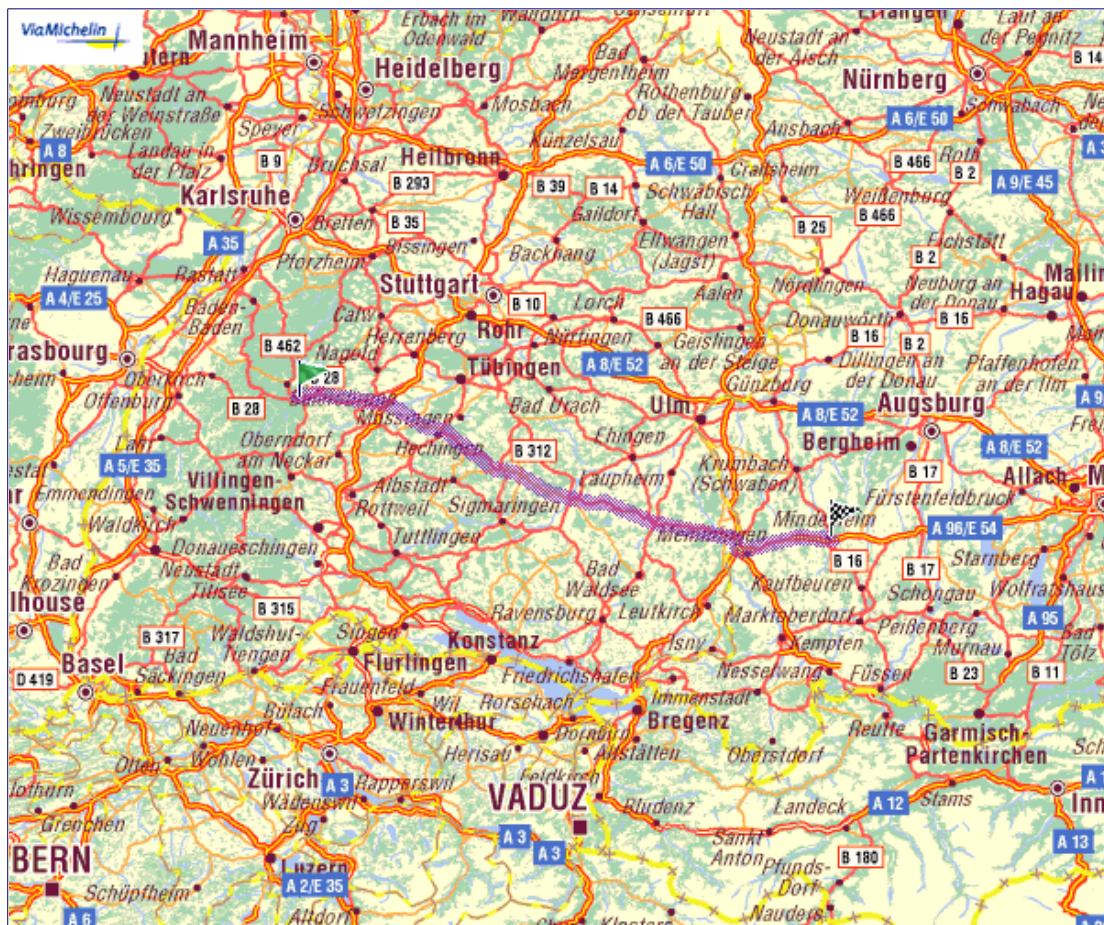 ViaMichelin
Mannheim
Erbach im
Odenwald
Bad
Mergentheim
Neustadt an
der Aisch
Erlangen
Lauf an
der Pegnitz
B 14
Heidelberg
Nürnberg
Neustadt an
der Weinstraße
Schwetzingen
Mosbach
Rothenburg
ob der Tauber
Schwabach
Zweibrücken
Speyer
Künzelsau
Ansbach
A 6/E 50
A 8
Landau in
der Pfalz
B 9
Bruchsal
Heilbronn
A 6/E 50
Crailsheim
B 466
Roth
B 2
A 9/E 45
Karlsruhe
B 293
B 39
B 14
Schwäbisch
Hall
Weißenburg
B 466
Wissembourg
Bretten
B 35
Gaildorf
B 25
A 35
Bissingen
Backnang
Ellwangen
(Jagst)
Eichstätt
Haguenau
Rastatt
Pforzheim
B 2
A 4/E 25
Stuttgart
Aalen
Nördlingen
Neuburg an
der Donau
Hagau
Baden-
Baden
Calw
B 10
Lorch
B 466
Donauwörth
B 16
Rohr
Herrenberg
Nürtingen
Geislingen
an der Steige
B 16
B 2
B 462
Nagold
Tübingen
A 8/E 52
Dillingen an
der Donau
Pfaffenhofen
an der Ilm
Oberkirch
B 28
Günzburg
Offenburg
B 28
Mössingen
Bad Urach
Ulm
A 8/E 52
Augsburg
Lahr
Oberndorf
am Neckar
Hechingen
B 312
Ehingen
Bergheim
A 8/E 52
A 5/E 35
Villingen-
Schwenningen
Albstadt
Laupheim
Krumbach
(Schwaben)
B 17
Allach
Emmendingen
Rottweil
Sigmaringen
Fürstenfeldbruck
Waldkirch
Tuttlingen
Memmingen
Mindelheim
A 96/E 54
Donaueschingen
Starnberg
Bad
Krozingen
Neustadt
Titisee
Bad
Waldsee
Kaufbeuren
B 16
B 17
Schongau
Wolfratshausen
B 315
Ravensburg
Leutkirch
Marktoberdorf
Peißenberg
A 95
B 317
Waldshut-
Tiengen
Singen
Konstanz
Isny
Kempten
Murnau
Bad
Tölz
Basel
Bad
Säckingen
Flurlingen
Friedrichshafen
Nesselwang
Füssen
B 23
B 11
D 419
Frauenfeld
Wil
Rorschach
Immenstadt
Bülach
Winterthur
Bregenz
Reutte
Garmisch-
Partenkirchen
Neuenhof
Dornbirn
Olten
Wohlen
Herisau
Altstätten
Oberstdorf
Zürich
A 3
Rapperswil
Feldkirch
Stams
Wädenswil
VADUZ
Bludenz
Landeck
A 12
Grenchen
Zug
A 3
Sankt
Anton
A 13
BERN
Luzern
A 3
B 180
Schüpfheim
A 2/E 35
Pfunds-
Dorf
A 6
Altdorf
Klosters
Nauders